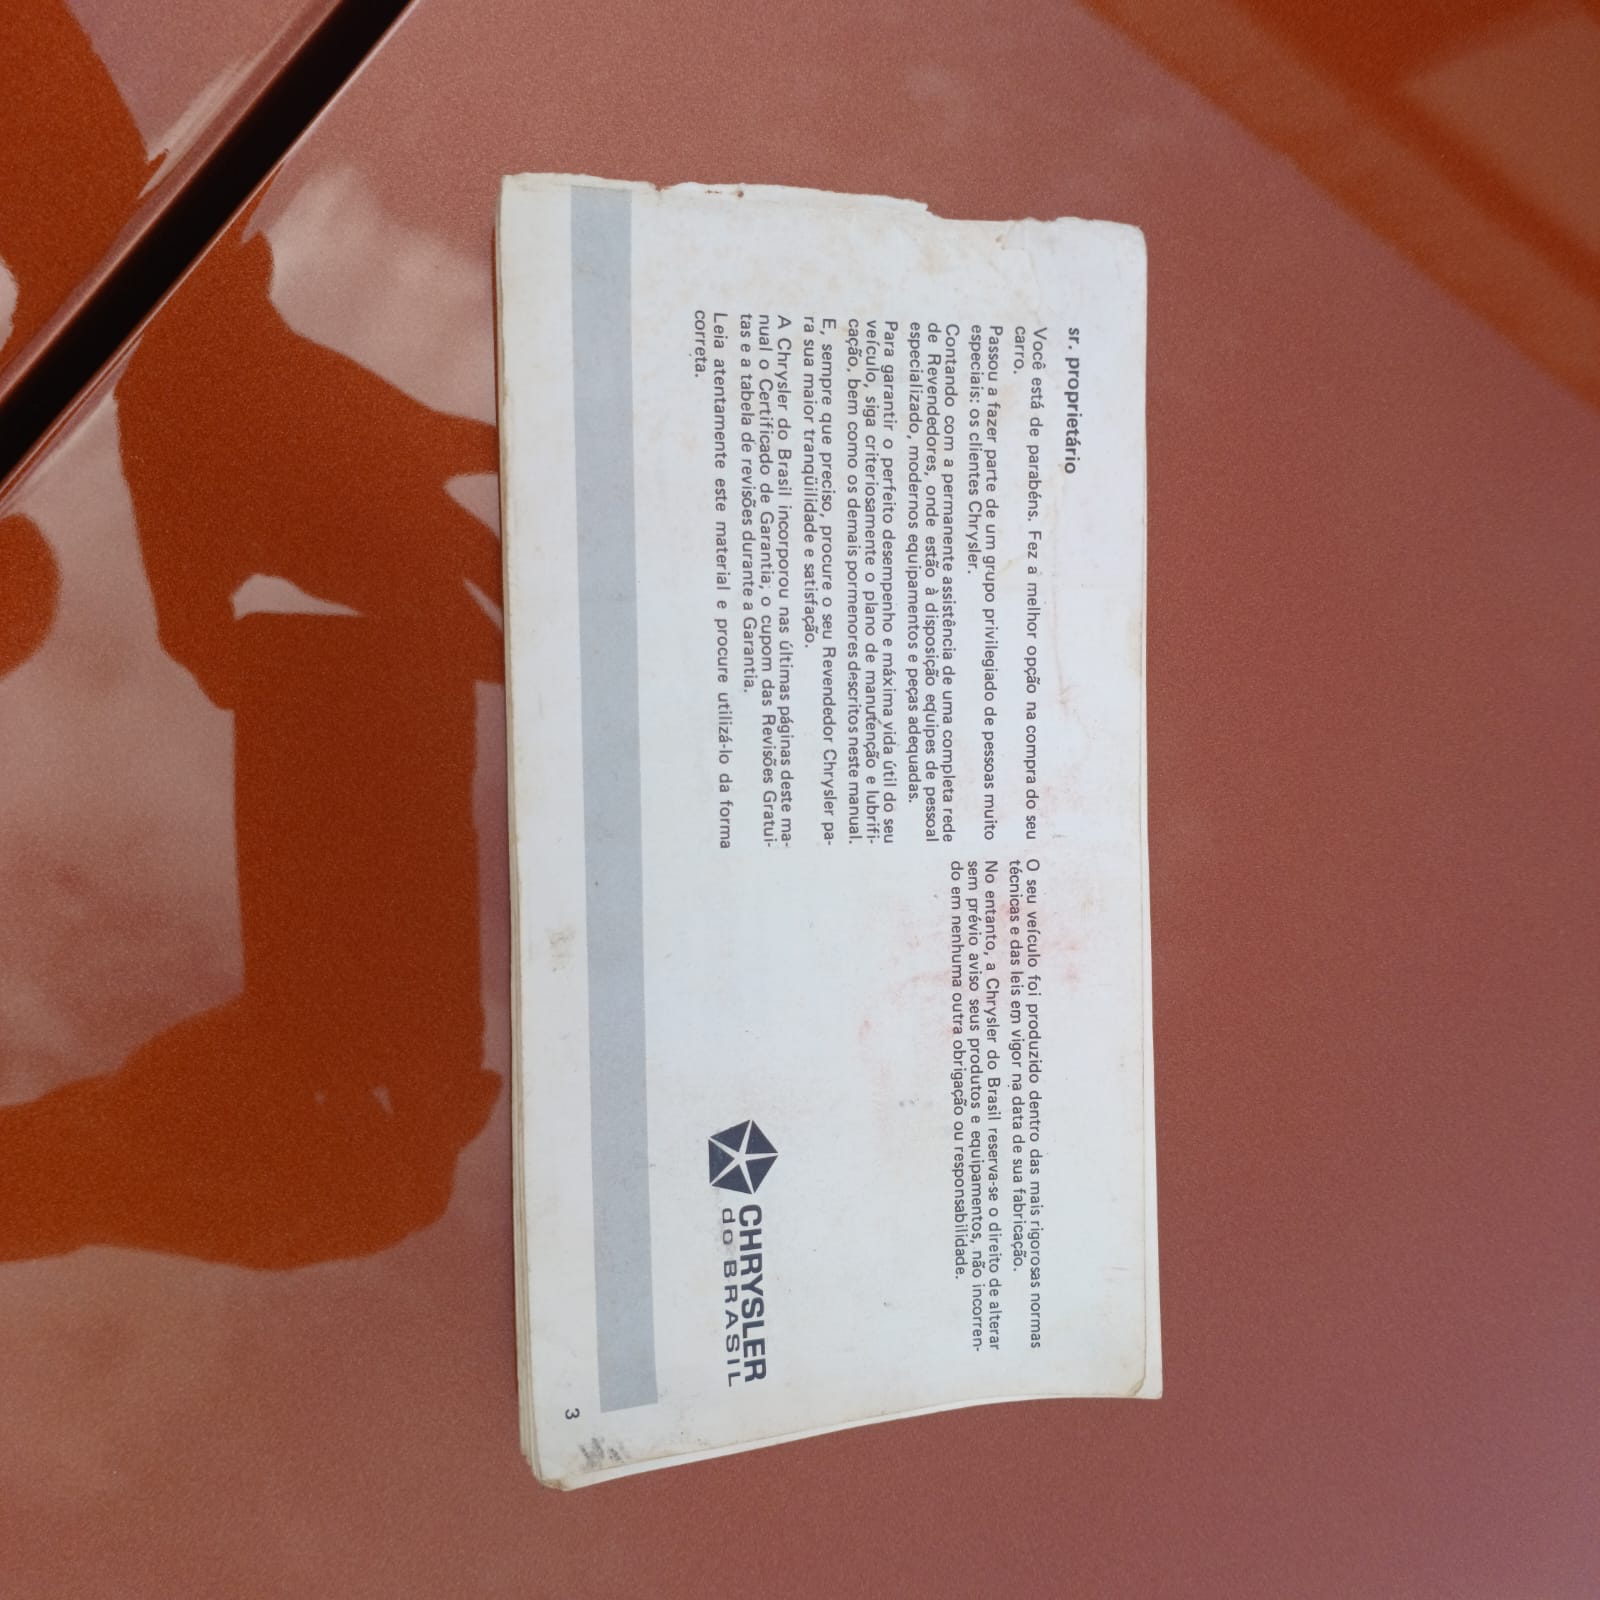 sr. proprietário
Você está de parabéns. Fez a melhor opção na compra do seu
carro.
Passou a fazer parte de um grupo privilegiado de pessoas muito
especiais: os clientes Chrysler.
Contando com a permanente assistência de uma completa rede
de Revendedores, onde estão à disposição equipes de pessoal
especializado, modernos equipamentos e peças adequadas.
Para garantir o perfeito desempenho e máxima vida útil do seu
veículo, siga criteriosamente o plano de manutenção e lubrifi-
cação, bem como os demais pormenores descritos neste manual.
E, sempre que preciso, procure o seu Revendedor Chrysler pa-
ra sua maior tranqüilidade e satisfação.
A Chrysler do Brasil incorporou nas últimas páginas deste ma-
nual o Certificado de Garantia, o cupom das Revisões Gratui-
tas e a tabela de revisões durante a Garantia.
Leia atentamente este material e procure utilizá-lo da forma
correta.
O seu veículo foi produzido dentro das mais rigorosas normas
técnicas e das leis em vigor na data de sua fabricação.
No entanto, a Chrysler do Brasil reserva-se o direito de alterar
sem prévio aviso seus produtos e equipamentos, não incorren-
do em nenhuma outra obrigação ou responsabilidade.
CHRYSLER
do BRASIL
3